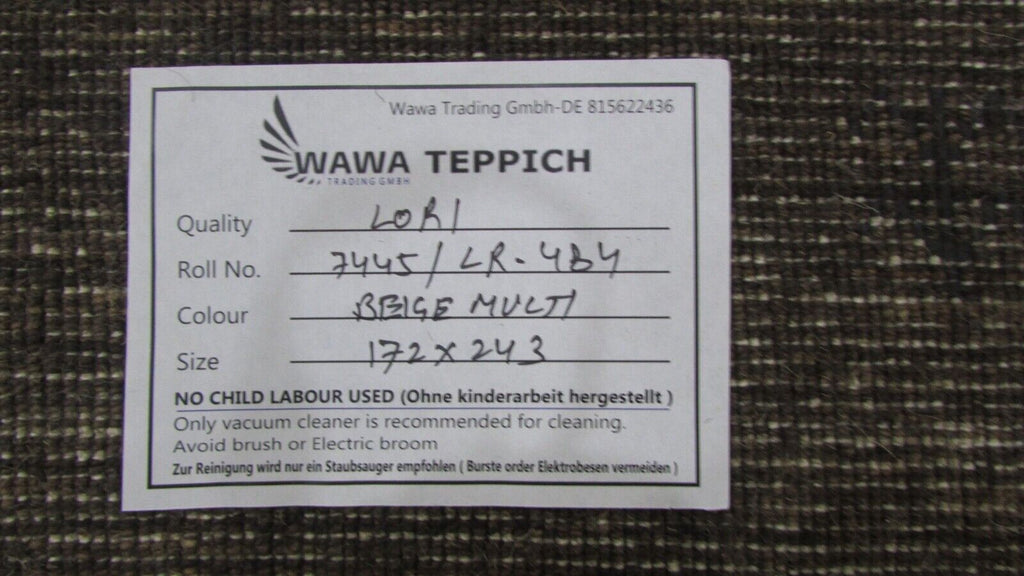 Wawa Trading Gmbh-DE 815622436
WAWA TEPPICH
TRADING GMBH
Quality LORI
Roll No. 7445/LR-484
Colour BEIGE MULTI
Size 172x243
NO CHILD LABOUR USED (Ohne kinderarbeit hergestellt )
Only vacuum cleaner is recommended for cleaning.
Avoid brush or Electric broom
Zur Reinigung wird nur ein Staubsauger empfohlen ( Burste order Elektrobesen vermeiden )